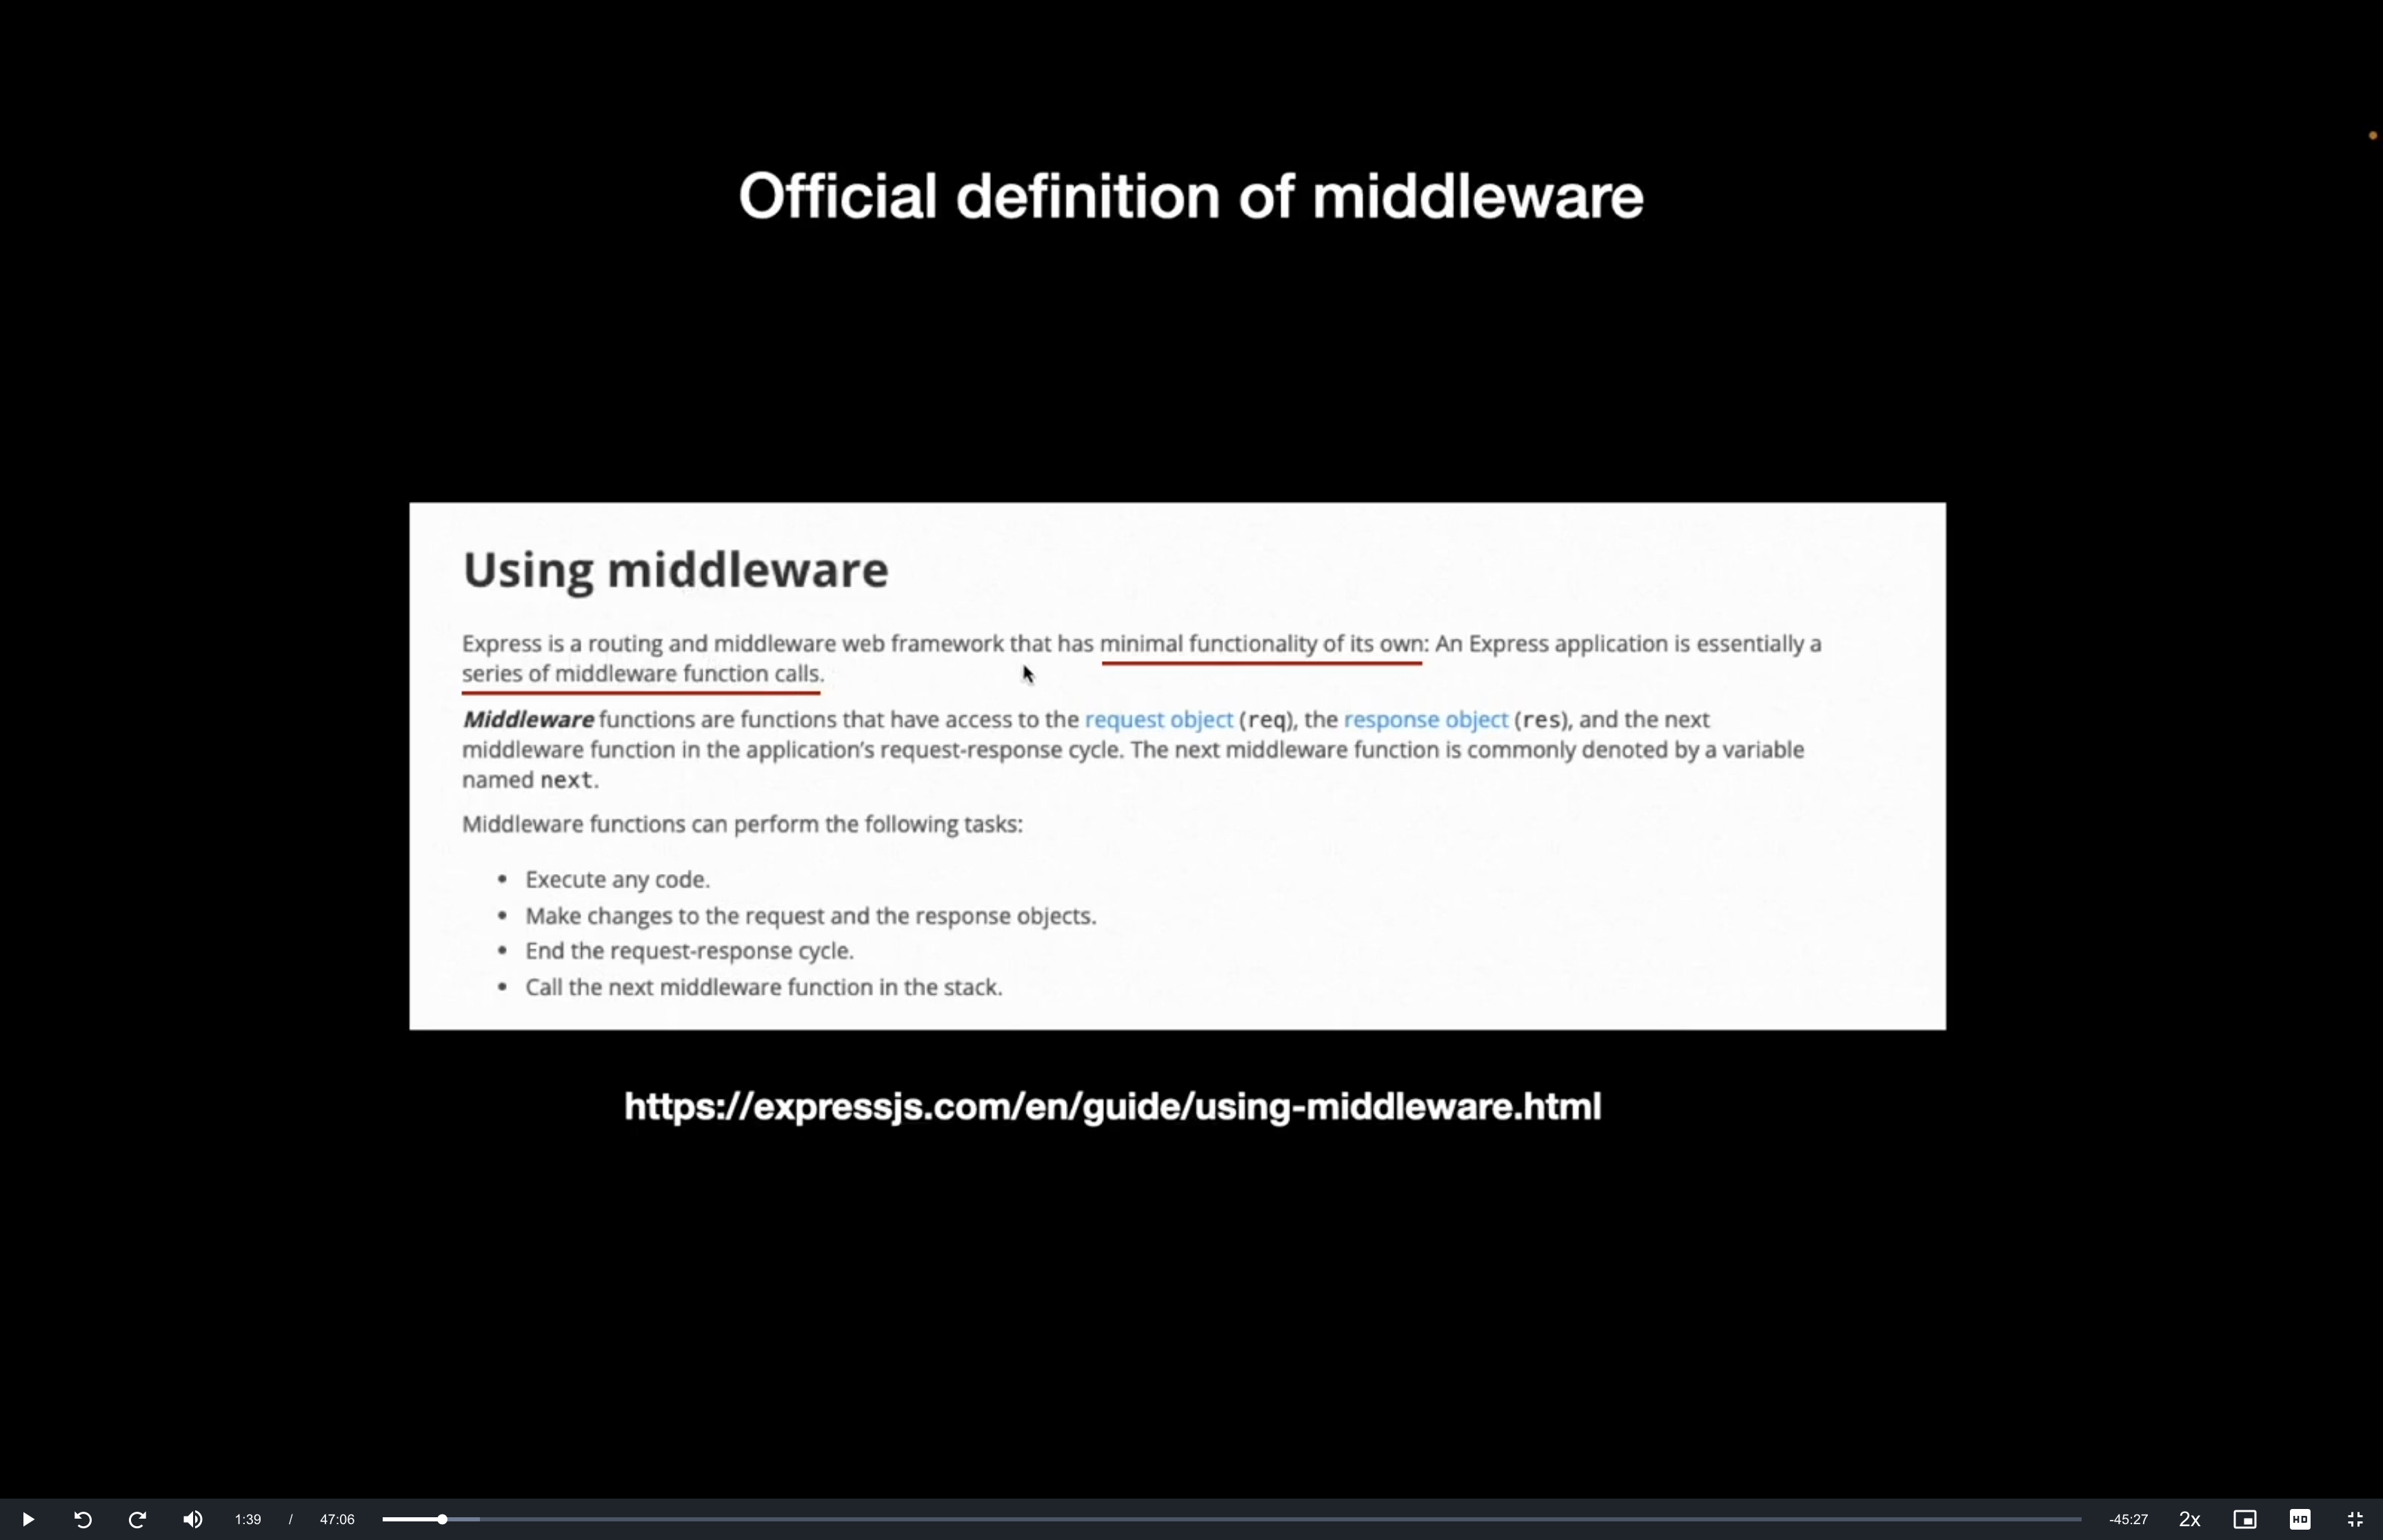 Official definition of middleware
Using middleware
Express is a routing and middleware web framework that has minimal functionality of its own: An Express application is essentially a
series of middleware function calls.
Middleware functions are functions that have access to the request object (req), the response object (res), and the next
middleware function in the application's request-response cycle. The next middleware function is commonly denoted by a variable
named next.
Middleware functions can perform the following tasks:
• Execute any code.
• Make changes to the request and the response objects.
• End the request-response cycle.
• Call the next middleware function in the stack.
https://expressjs.com/en/guide/using-middleware.html
1:39 / 47:06 -45:27 2x HD